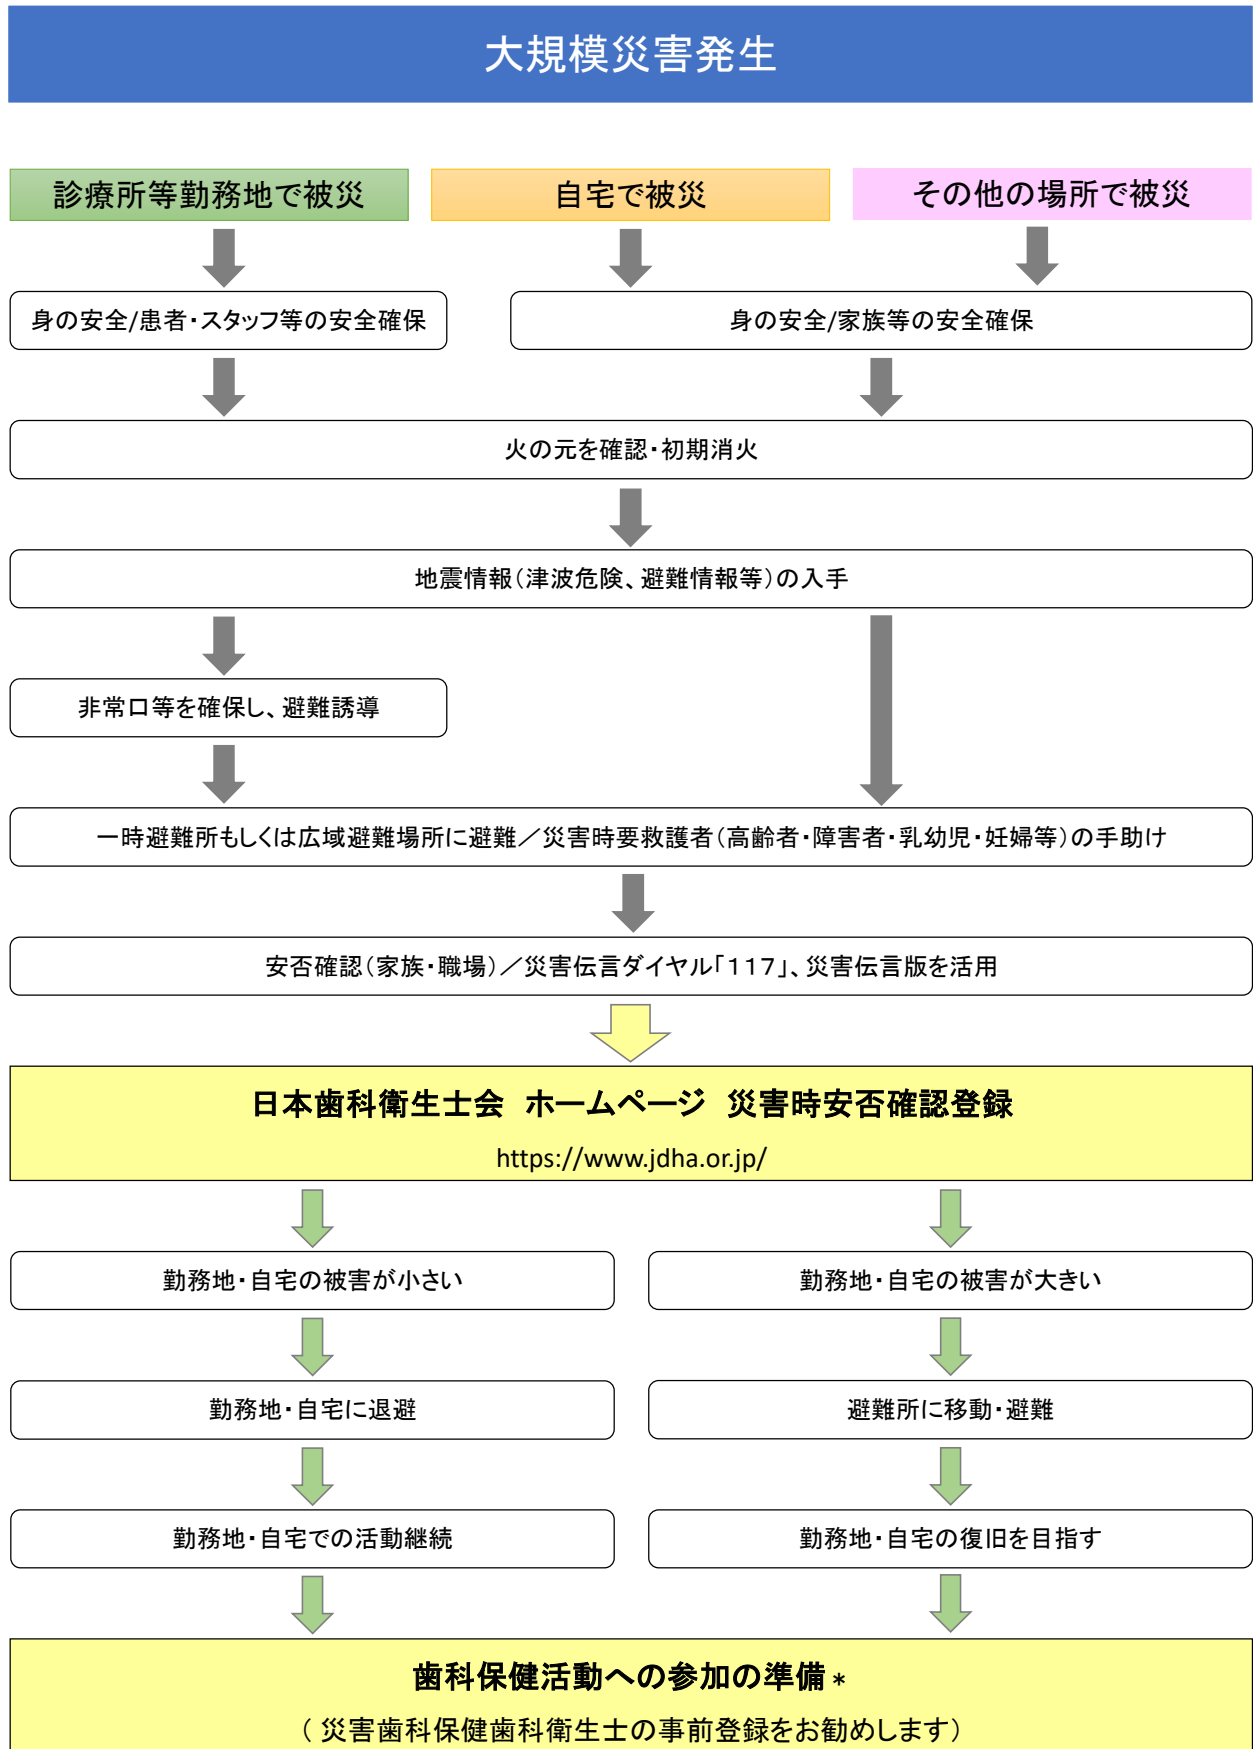 大規模災害発生
診療所等勤務地で被災
自宅で被災
その他の場所で被災
身の安全/患者・スタッフ等の安全確保
身の安全/家族等の安全確保
火の元を確認・初期消火
地震情報（津波危険、避難情報等）の入手
非常口等を確保し、避難誘導
一時避難所もしくは広域避難場所に避難／災害時要救護者（高齢者・障害者・乳幼児・妊婦等）の手助け
安否確認（家族・職場）／災害伝言ダイヤル「１１７」、災害伝言版を活用
日本歯科衛生士会　ホームページ　災害時安否確認登録
https://www.jdha.or.jp/
勤務地・自宅の被害が小さい
勤務地・自宅の被害が大きい
勤務地・自宅に退避
避難所に移動・避難
勤務地・自宅での活動継続
勤務地・自宅の復旧を目指す
歯科保健活動への参加の準備＊
（ 災害歯科保健歯科衛生士の事前登録をお勧めします）